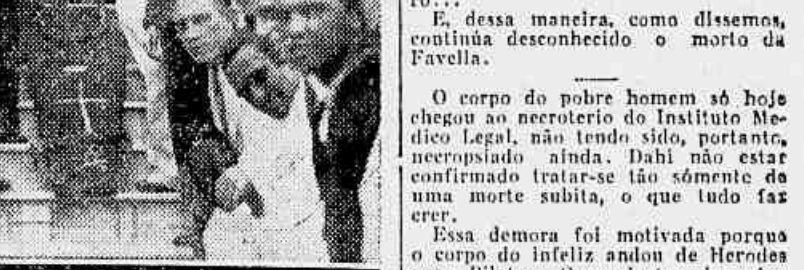 E, dessa maneira, como dissemos,
continúa desconhecido o morto da
Favella.
O corpo do pobre homem só hoje
chegou ao necroterio do Instituto Me-
dico Legal, não tendo sido, portanto,
necropsiado ainda. Dahi não estar
confirmado tratar-se tão sómente de
uma morte subita, o que tudo faz
crer.
Essa demora foi motivada porque
o corpo do infeliz andou de Herodes